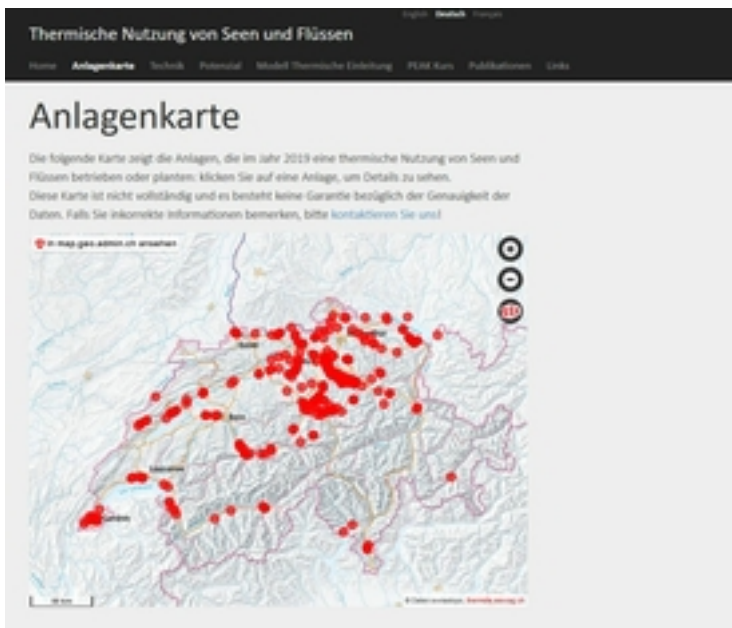 English Deutsch Français
Thermische Nutzung von Seen und Flüssen
Home Anlagenkarte Technik Potenzial Modell Thermische Einleitung PEAK Kurs Publikationen Links
Anlagenkarte
Die folgende Karte zeigt die Anlagen, die im Jahr 2019 eine thermische Nutzung von Seen und
Flüssen betrieben oder planten: klicken Sie auf eine Anlage, um Details zu sehen.
Diese Karte ist nicht vollständig und es besteht keine Garantie bezüglich der Genauigkeit der
Daten. Falls Sie inkorrekte Informationen bemerken, bitte kontaktieren Sie uns!
in map.geo.admin.ch ansehen
Bern
Lausanne